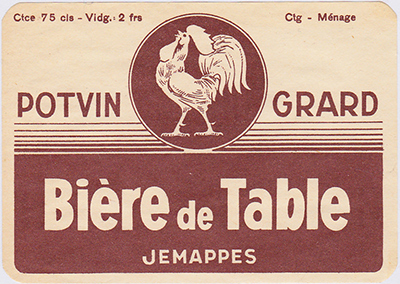 Ctce 75 cls - Vidg.: 2 frs Ctg - Ménage
POTVIN GRARD
Bière de Table
JEMAPPES